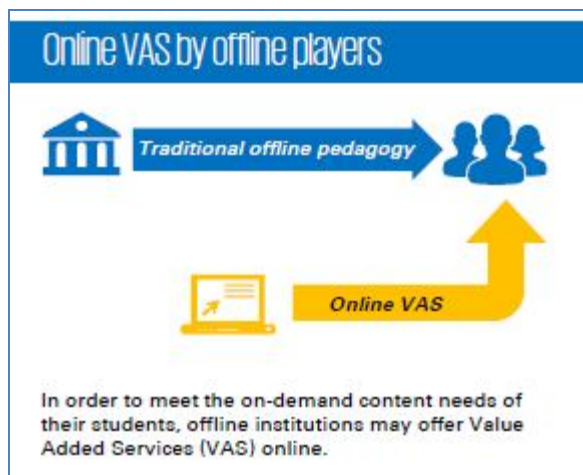 Online VAS by offline players
Traditional offline pedagogy
Online VAS
In order to meet the on-demand content needs of
their students, offline institutions may offer Value
Added Services (VAS) online.